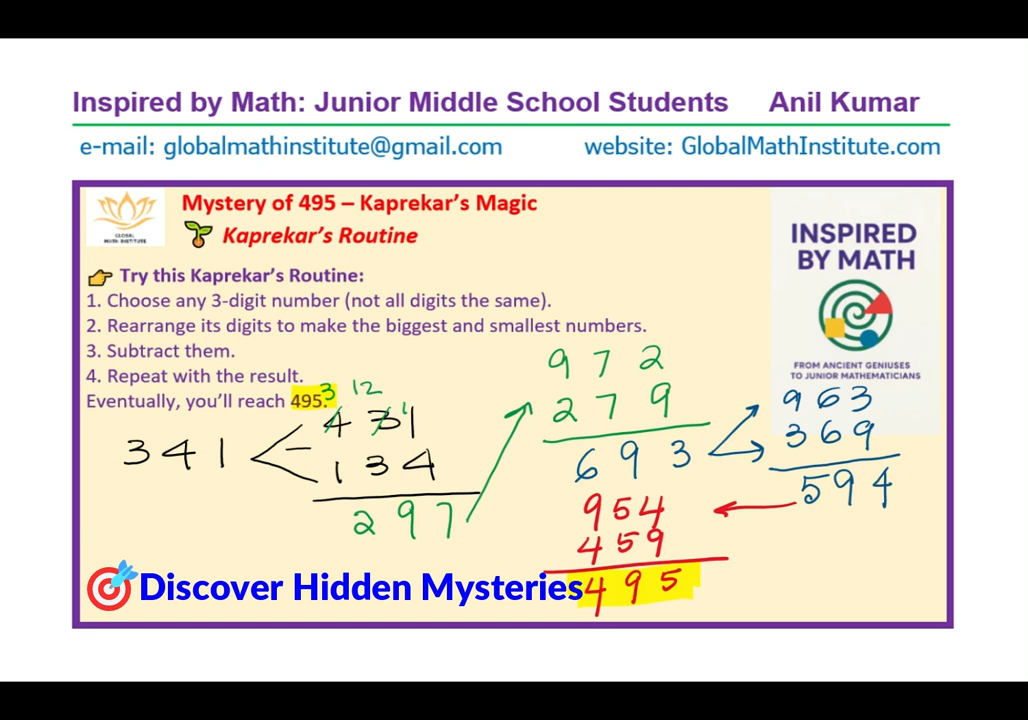 Inspired by Math: Junior Middle School Students Anil Kumar
e-mail: globalmathinstitute@gmail.com website: GlobalMathInstitute.com
GLOBAL
MATH INSTITUTE
Mystery of 495 – Kaprekar's Magic
Kaprekar's Routine
INSPIRED
BY MATH
FROM ANCIENT GENIUSES
TO JUNIOR MATHEMATICIANS
Try this Kaprekar's Routine:
1. Choose any 3-digit number (not all digits the same).
2. Rearrange its digits to make the biggest and smallest numbers.
3. Subtract them.
4. Repeat with the result.
Eventually, you'll reach 495.
3 12
1
431
341
134
297
972
279
693
963
369
594
954
459
495
Discover Hidden Mysteries